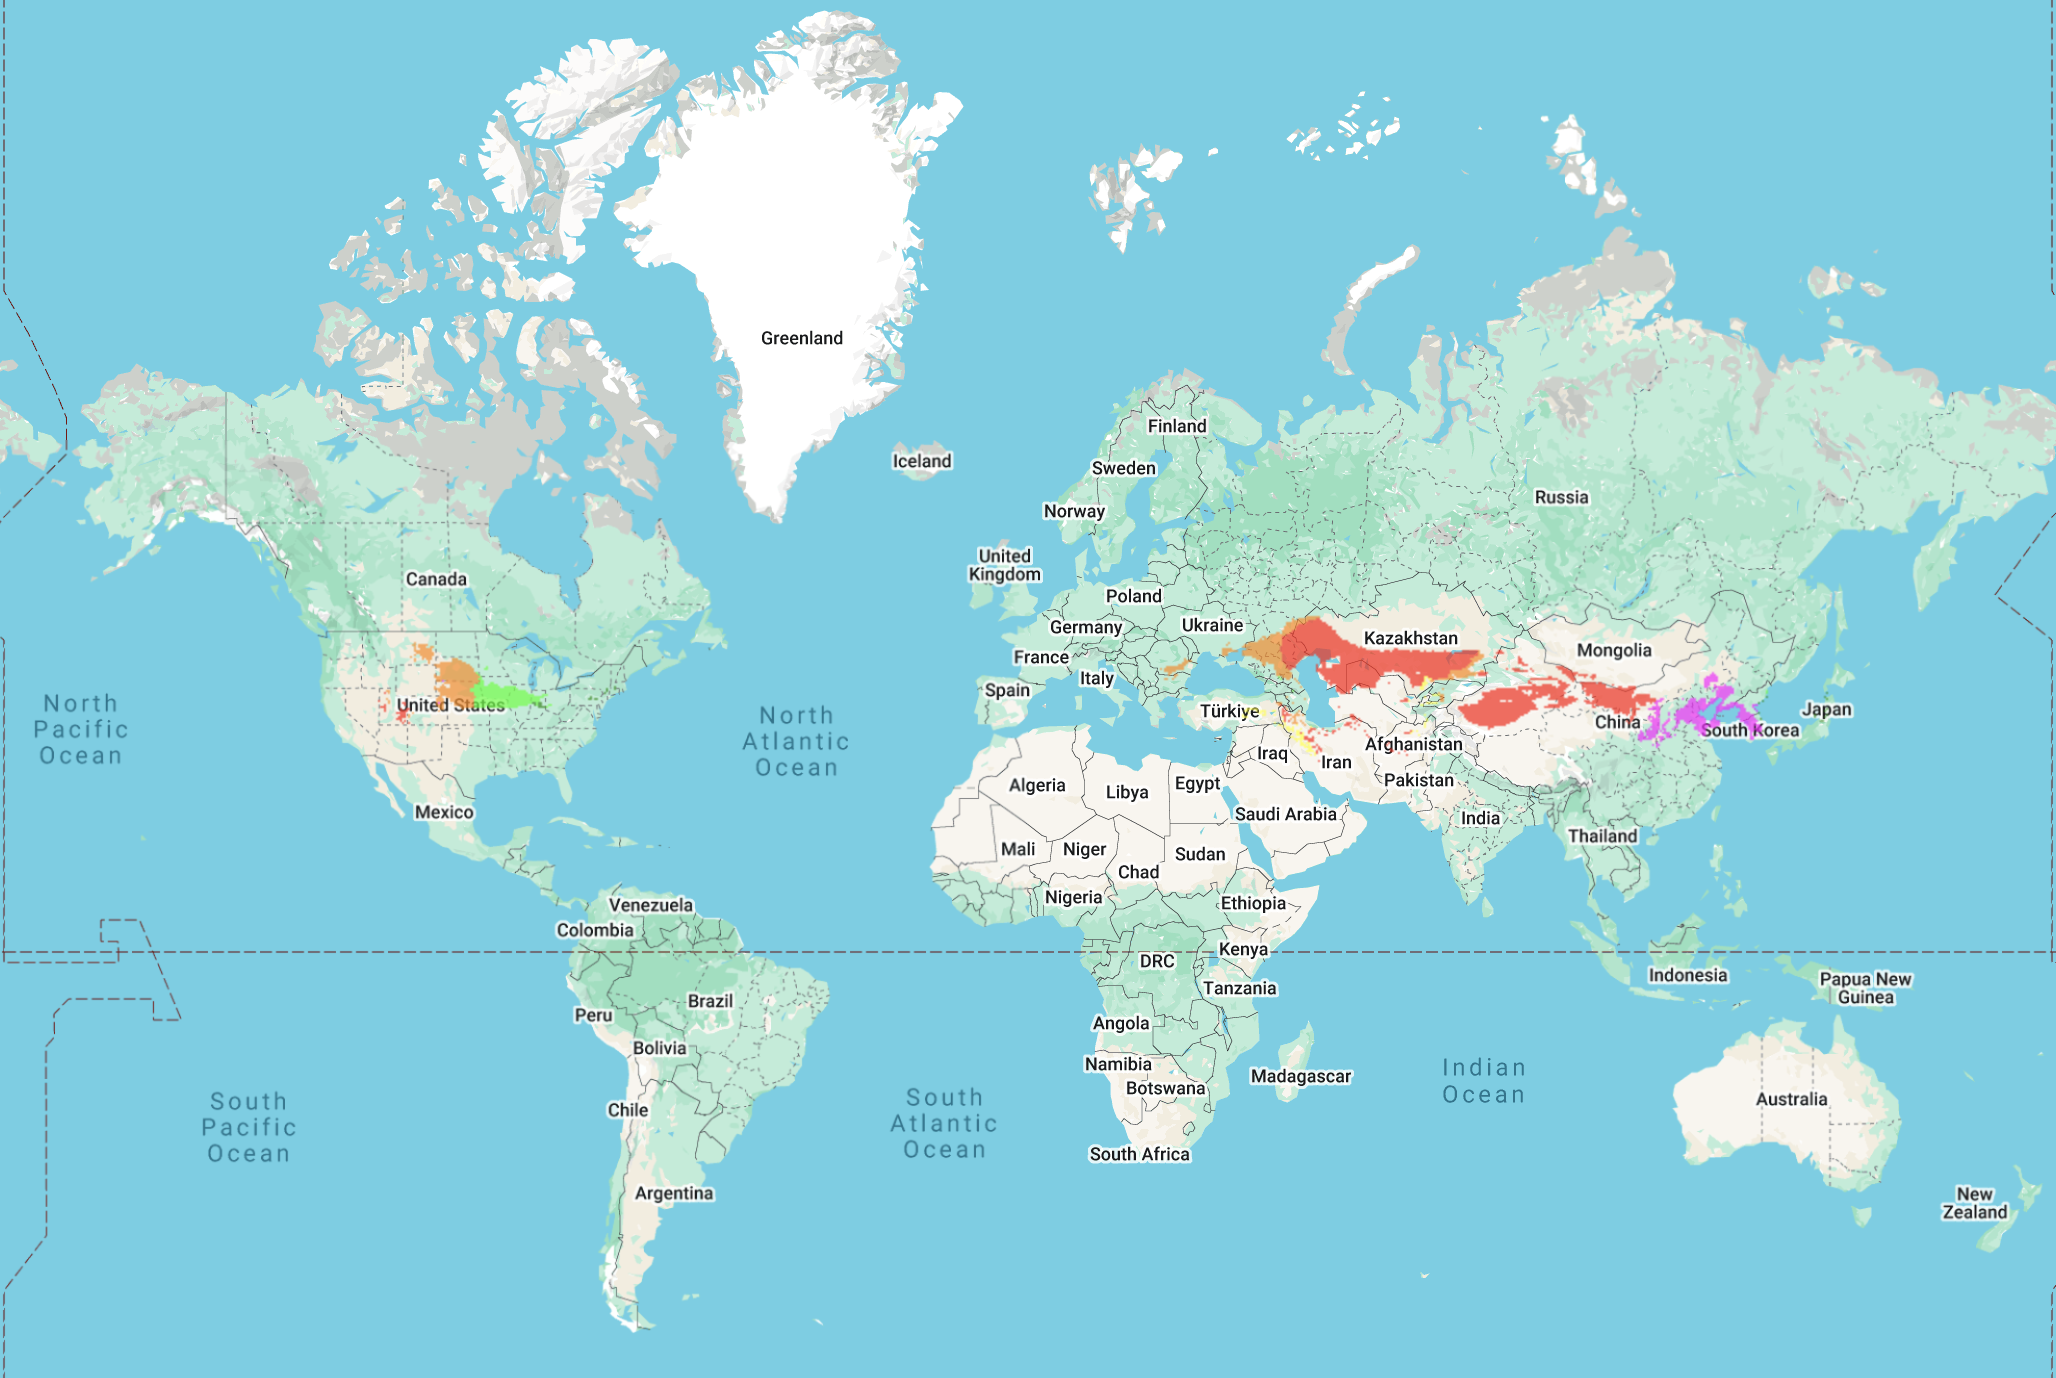 Greenland
Iceland
Finland
Sweden
Norway
Russia
United
Kingdom
Canada
Poland
Germany
Ukraine
Kazakhstan
Mongolia
France
Italy
Spain
North
Pacific
Ocean
United States
North
Atlantic
Ocean
Türkiye
China
Japan
South Korea
Afghanistan
Iraq
Iran
Pakistan
Algeria
Libya
Egypt
Saudi Arabia
India
Mexico
Thailand
Mali
Niger
Chad
Sudan
Nigeria
Ethiopia
Venezuela
Colombia
Kenya
DRC
Tanzania
Indonesia
Papua New
Guinea
Brazil
Peru
Angola
Bolivia
Namibia
Botswana
Madagascar
Indian
Ocean
Australia
South
Pacific
Ocean
Chile
South
Atlantic
Ocean
South Africa
Argentina
New
Zealand